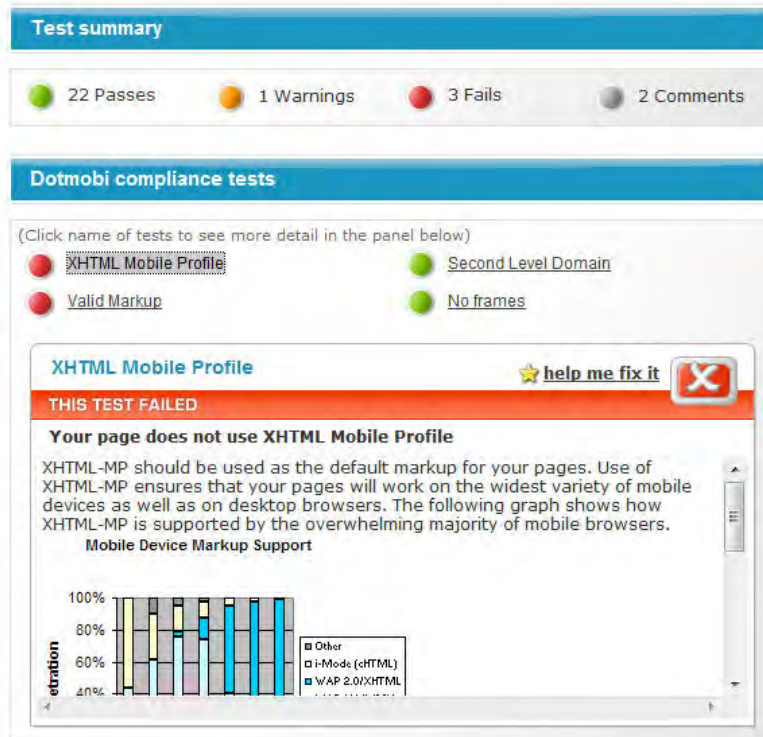 Test summary
22 Passes
1 Warnings
3 Fails
2 Comments
Dotmobi compliance tests
(Click name of tests to see more detail in the panel below)
XHTML Mobile Profile
Second Level Domain
Valid Markup
No frames
XHTML Mobile Profile
help me fix it
THIS TEST FAILED
Your page does not use XHTML Mobile Profile
XHTML-MP should be used as the default markup for your pages. Use of
XHTML-MP ensures that your pages will work on the widest variety of mobile
devices as well as on desktop browsers. The following graph shows how
XHTML-MP is supported by the overwhelming majority of mobile browsers.
Mobile Device Markup Support
100%
80%
60%
40%
etration
Other
i-Mode (cHTML)
WAP 2.0/XHTML